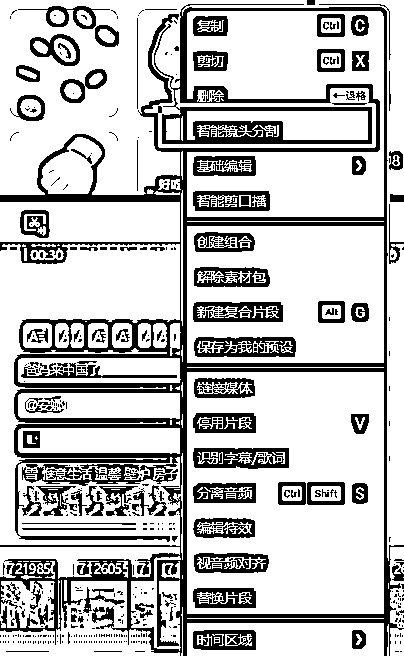 复制 Ctrl C
剪切 Ctrl X
删除 ←退格
智能镜头分割
基础编辑
智能剪口播
创建组合
解除素材包
00:30
新建复合片段 Alt G
保存为我的预设
爸妈来中国了
链接媒体
停用片段 V
识别字幕/歌词
分离音频 Ctrl Shift S
编辑特效
视音频对齐
替换片段
时间区域